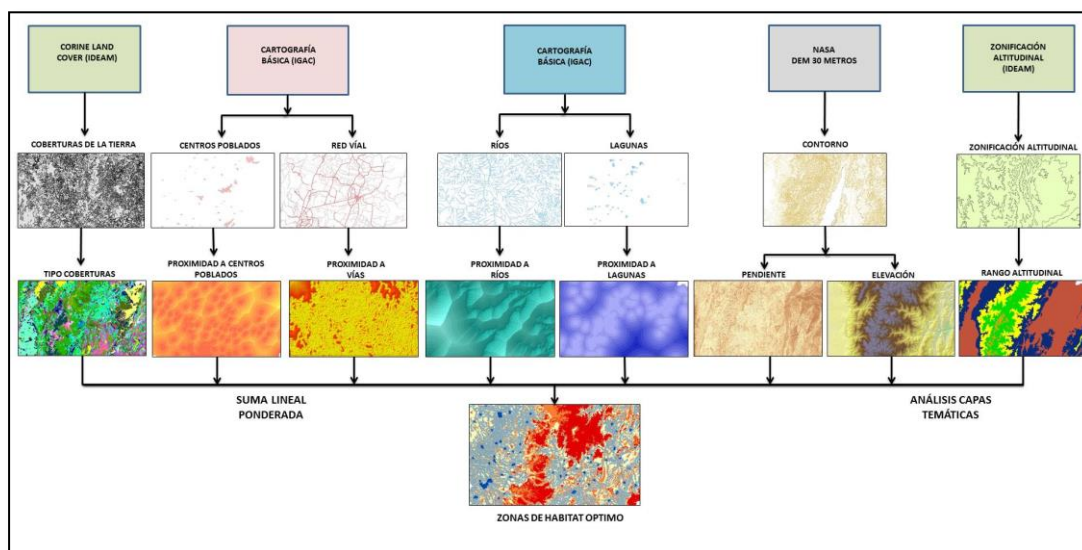 CORINE LAND
COVER (IDEAM)
CARTOGRAFÍA
BÁSICA (IGAC)
CARTOGRAFÍA
BÁSICA (IGAC)
NASA
DEM 30 METROS
ZONIFICACIÓN
ALTITUDINAL
(IDEAM)
COBERTURAS DE LA TIERRA
CENTROS POBLADOS
RED VÍAL
RÍOS
LAGUNAS
CONTORNO
ZONIFICACIÓN ALTITUDINAL
TIPO COBERTURAS
PROXIMIDAD A CENTROS
POBLADOS
PROXIMIDAD A
VÍAS
PROXIMIDAD A
RÍOS
PROXIMIDAD A
LAGUNAS
PENDIENTE
ELEVACIÓN
RANGO ALTITUDINAL
SUMA LINEAL
PONDERADA
ANÁLISIS CAPAS
TEMÁTICAS
ZONAS DE HABITAT OPTIMO